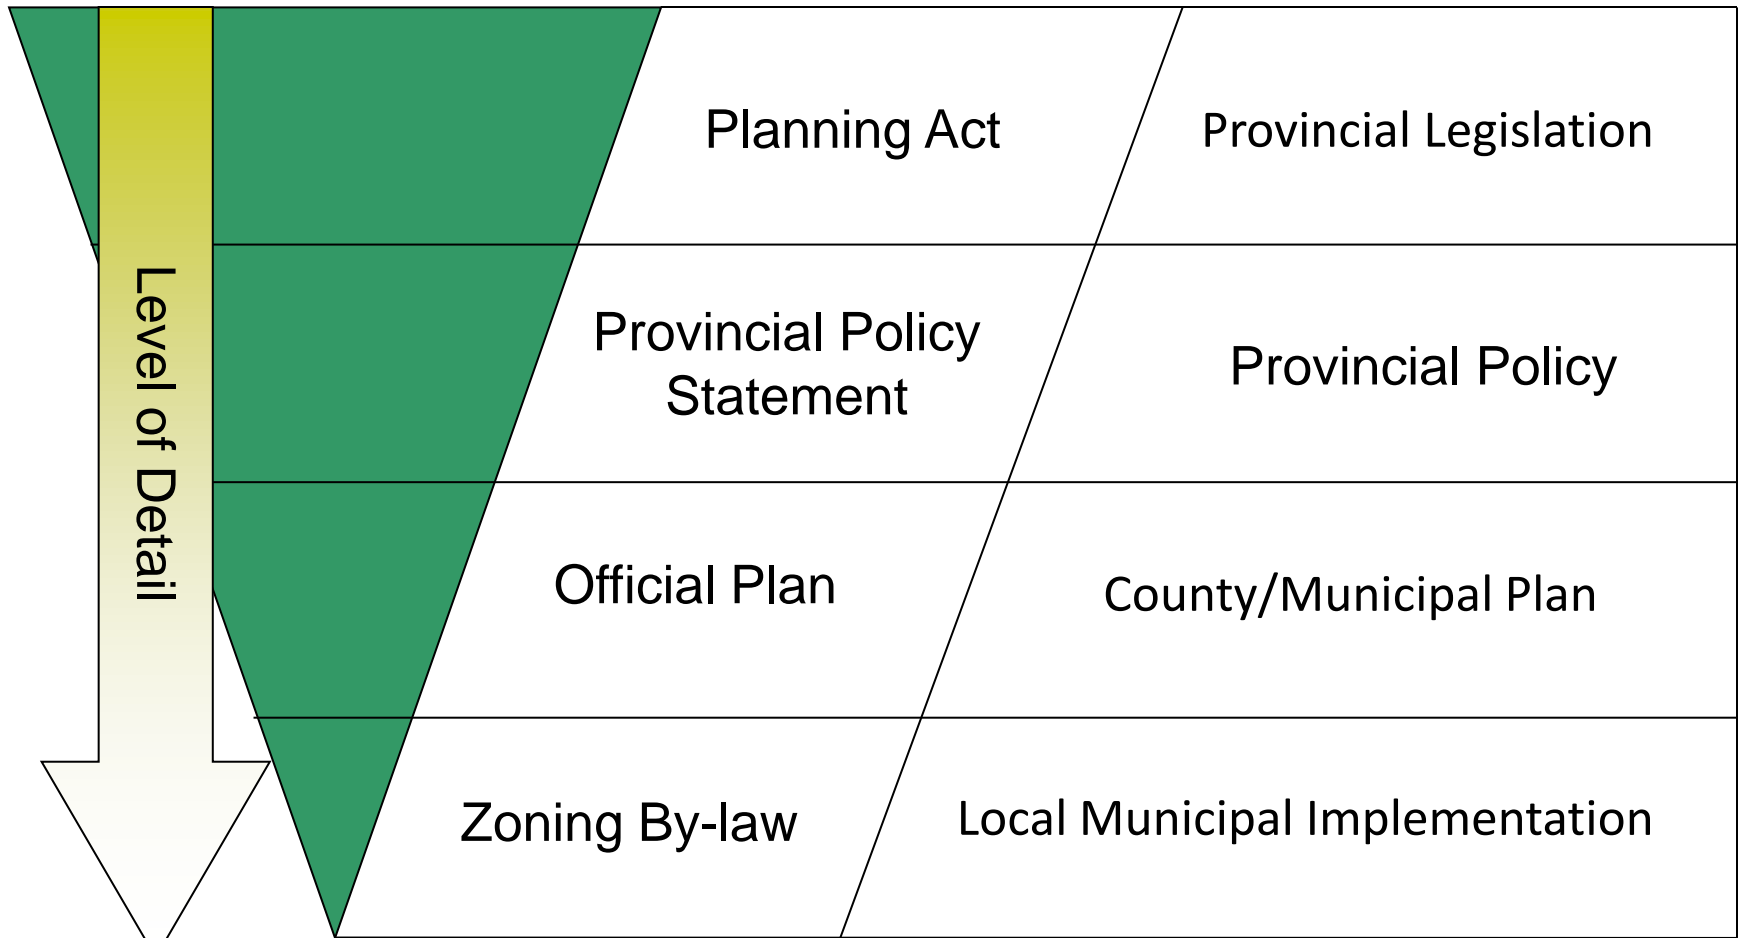 Level of Detail
Planning Act
Provincial Legislation
Provincial Policy
Statement
Provincial Policy
Official Plan
County/Municipal Plan
Zoning By-law
Local Municipal Implementation